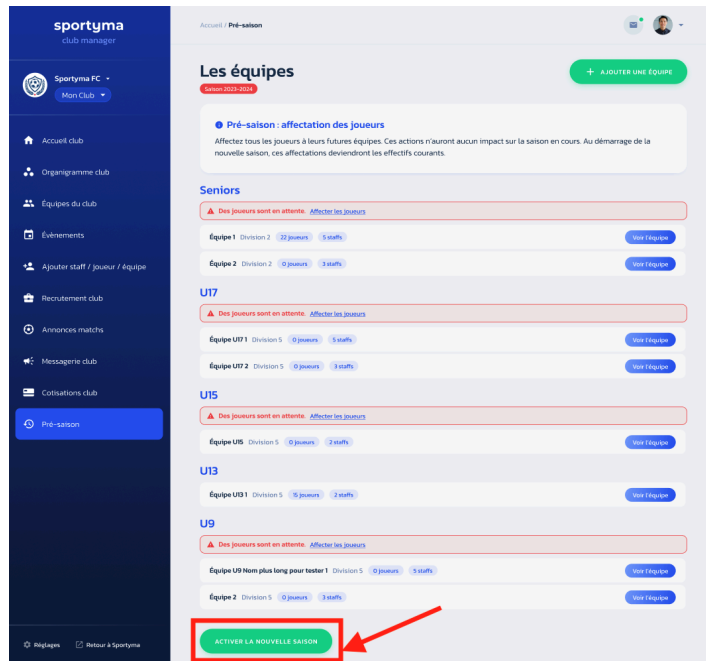 sportyma
club manager
Sportyma FC
Mon Club
Accueil club
Organigramme club
Équipes du club
Évènements
Ajouter staff / joueur / équipe
Recrutement club
Annonces matchs
Messagerie club
Cotisations club
Pré-saison
Réglages
Retour à Sportyma
Accueil / Pré-saison
Les équipes
Saison 2023-2024
+ AJOUTER UNE ÉQUIPE
Pré-saison : affectation des joueurs
Affectez tous les joueurs à leurs futures équipes. Ces actions n'auront aucun impact sur la saison en cours. Au démarrage de la
nouvelle saison, ces affectations deviendront les effectifs courants.
Seniors
Des joueurs sont en attente. Affecter les joueurs
Équipe 1 Division 2 22 joueurs 5 staffs Voir l'équipe
Équipe 2 Division 2 0 joueurs 3 staffs Voir l'équipe
U17
Des joueurs sont en attente. Affecter les joueurs
Équipe U17 1 Division 5 0 joueurs 5 staffs Voir l'équipe
Équipe U17 2 Division 5 0 joueurs 3 staffs Voir l'équipe
U15
Des joueurs sont en attente. Affecter les joueurs
Équipe U15 Division 5 0 joueurs 2 staffs Voir l'équipe
U13
Équipe U13 1 Division 5 15 joueurs 2 staffs Voir l'équipe
U9
Des joueurs sont en attente. Affecter les joueurs
Équipe U9 Nom plus long pour tester 1 Division 5 0 joueurs 5 staffs Voir l'équipe
Équipe 2 Division 5 0 joueurs 3 staffs Voir l'équipe
ACTIVER LA NOUVELLE SAISON